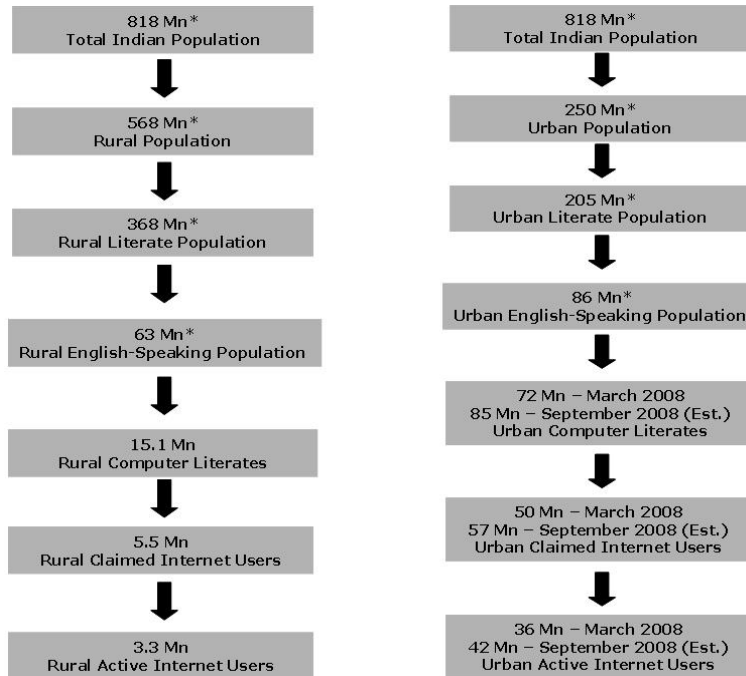 818 Mn*
Total Indian Population
568 Mn*
Rural Population
368 Mn*
Rural Literate Population
63 Mn*
Rural English-Speaking Population
15.1 Mn
Rural Computer Literates
5.5 Mn
Rural Claimed Internet Users
3.3 Mn
Rural Active Internet Users
818 Mn*
Total Indian Population
250 Mn*
Urban Population
205 Mn*
Urban Literate Population
86 Mn*
Urban English-Speaking Population
72 Mn – March 2008
85 Mn – September 2008 (Est.)
Urban Computer Literates
50 Mn – March 2008
57 Mn – September 2008 (Est.)
Urban Claimed Internet Users
36 Mn – March 2008
42 Mn – September 2008 (Est.)
Urban Active Internet Users